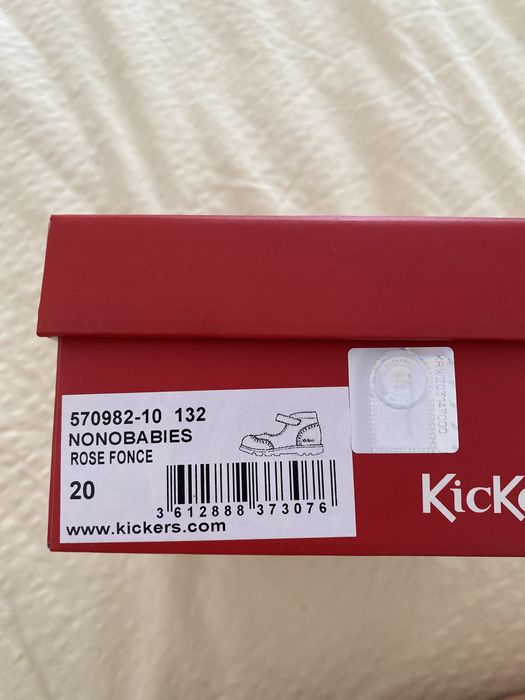 570982-10 132
NONOBABIES
ROSE FONCE
20
3 612888 373076
www.kickers.com
KicK